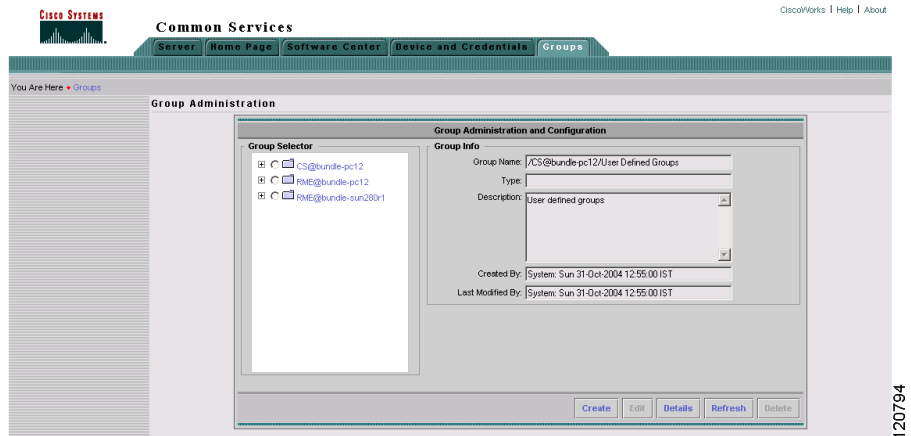 CiscoWorks | Help | About
CISCO SYSTEMS
Common Services
Server Home Page Software Center Device and Credentials Groups
You Are Here • Groups
Group Administration
Group Administration and Configuration
Group Selector
CS@bundle-pc12
RME@bundle-pc12
RME@bundle-sun280r1
Group Info
Group Name: /CS@bundle-pc12/User Defined Groups
Type:
Description: User defined groups
Created By: System: Sun 31-Oct-2004 12:55:00 IST
Last Modified By: System: Sun 31-Oct-2004 12:55:00 IST
Create Edit Details Refresh Delete
120794